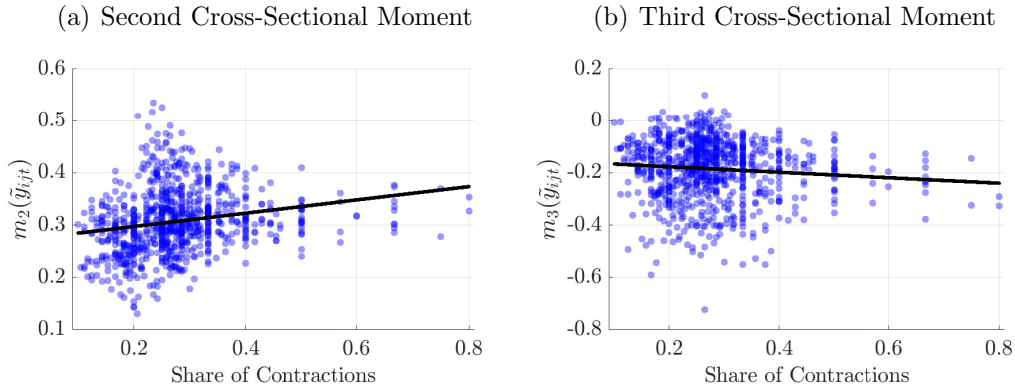 (a) Second Cross-Sectional Moment
0.6
0.5
0.4
0.3
0.2
0.1
m₂(ỹᵢⱼₜ)
0.2 0.4 0.6 0.8
Share of Contractions
(b) Third Cross-Sectional Moment
0.2
0
-0.2
-0.4
-0.6
-0.8
m₃(ỹᵢⱼₜ)
0.2 0.4 0.6 0.8
Share of Contractions